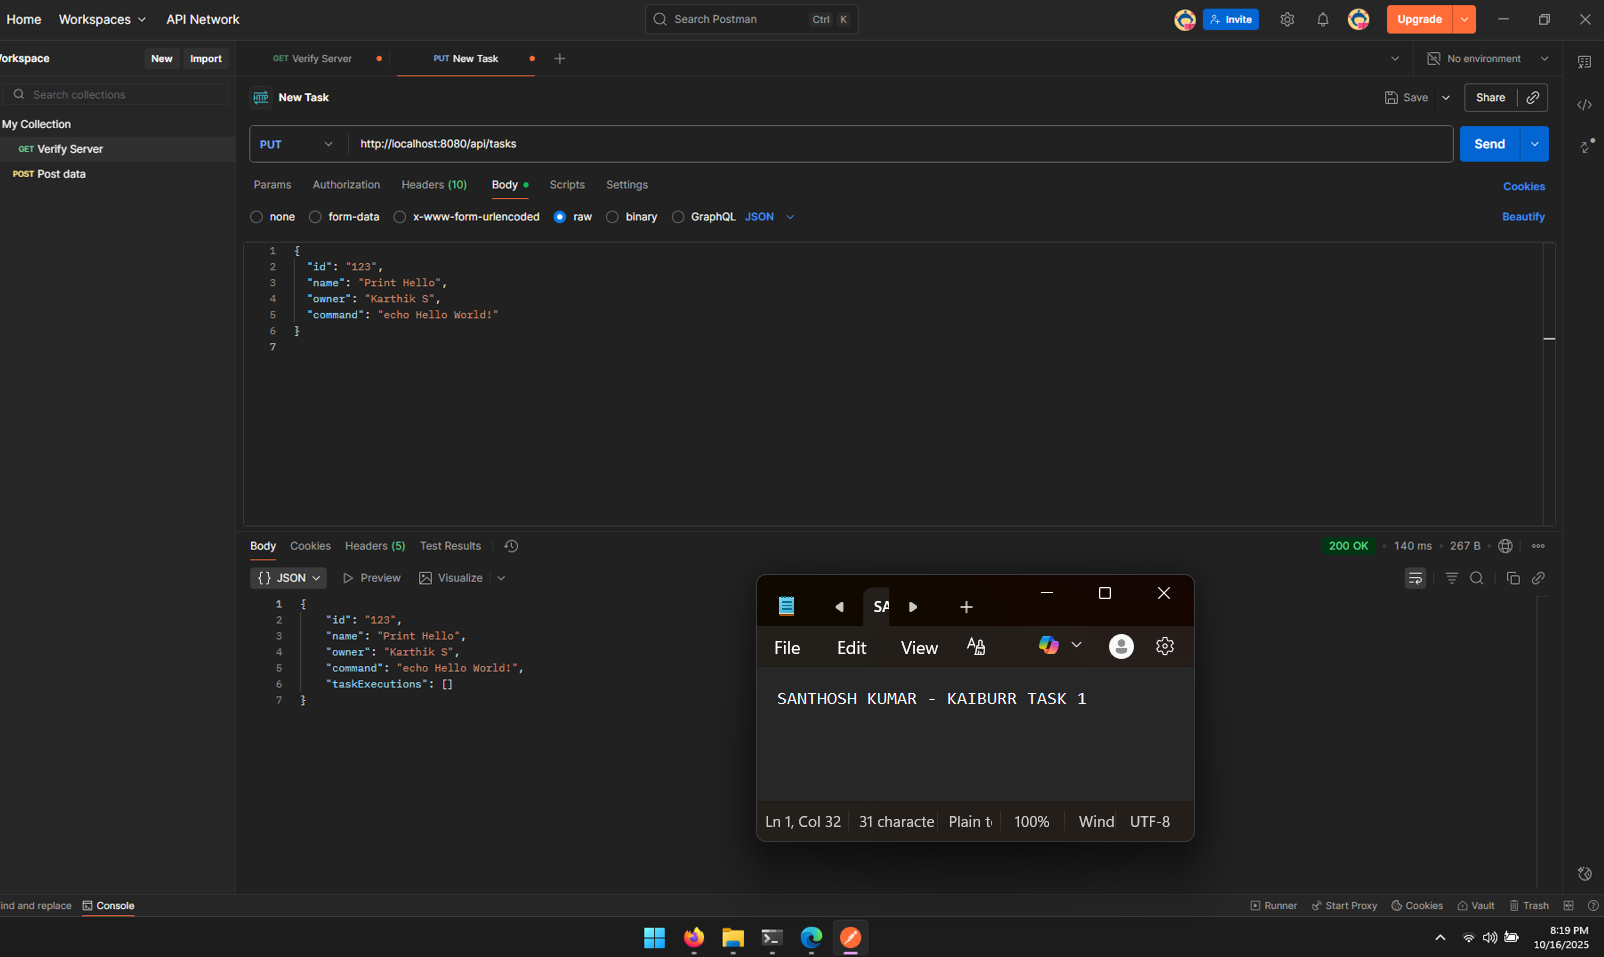 Home Workspaces API Network Search Postman Ctrl K Invite Upgrade
Workspace New Import GET Verify Server PUT New Task No environment
Search collections HTTP New Task Save Share
My Collection
GET Verify Server PUT http://localhost:8080/api/tasks Send
POST Post data
Params Authorization Headers (10) Body Scripts Settings Cookies
none form-data x-www-form-urlencoded raw binary GraphQL JSON Beautify
1 {
2 "id": "123",
3 "name": "Print Hello",
4 "owner": "Karthik S",
5 "command": "echo Hello World!"
6 }
7
Body Cookies Headers (5) Test Results 200 OK 140 ms 267 B
{} JSON Preview Visualize
1 {
2 "id": "123",
3 "name": "Print Hello",
4 "owner": "Karthik S",
5 "command": "echo Hello World!",
6 "taskExecutions": []
7 }
SA
File Edit View
SANTHOSH KUMAR - KAIBURR TASK 1
Ln 1, Col 32 31 characte Plain t 100% Wind UTF-8
ind and replace Console Runner Start Proxy Cookies Vault Trash
8:19 PM
10/16/2025